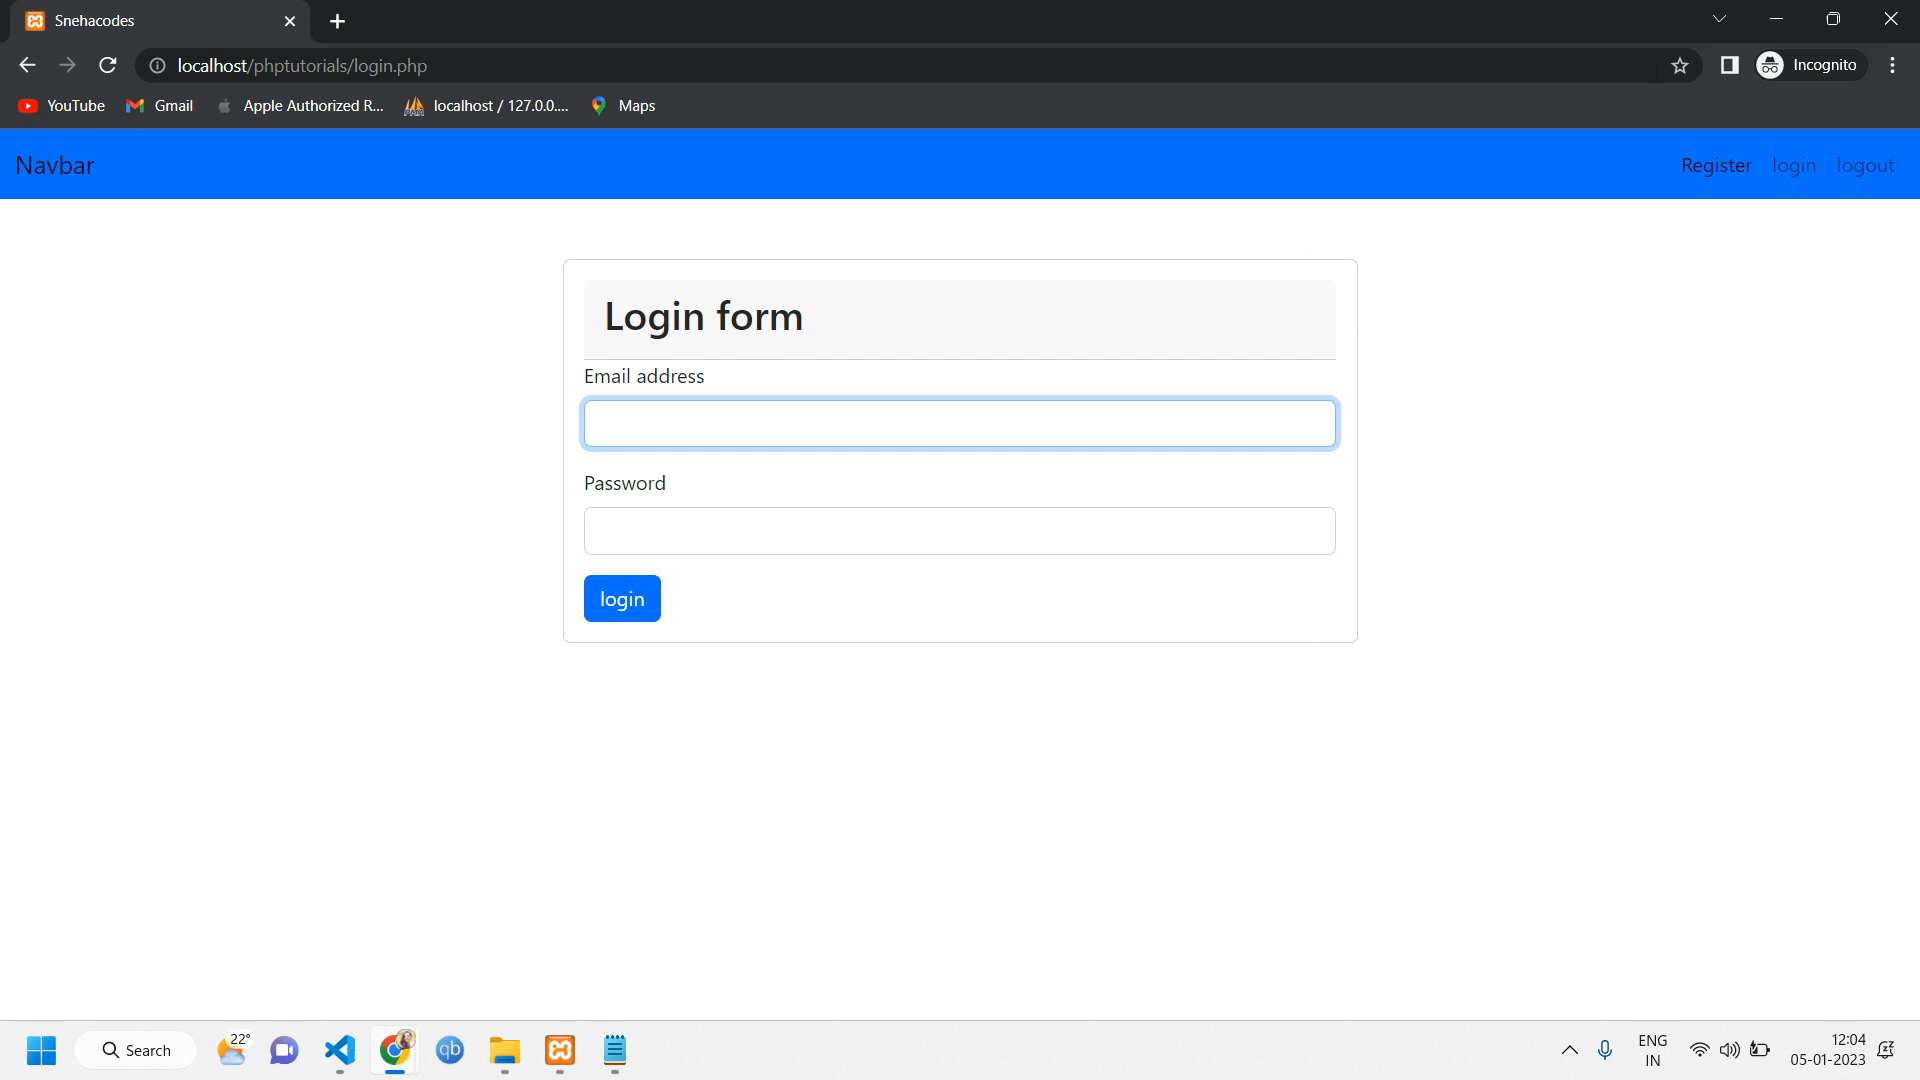 Snehacodes
localhost/phptutorials/login.php
Incognito
YouTube
Gmail
Apple Authorized R...
localhost / 127.0.0....
Maps
Navbar
Register login logout
Login form
Email address
Password
login
Search
22°
qb
ENG
IN
12:04
05-01-2023